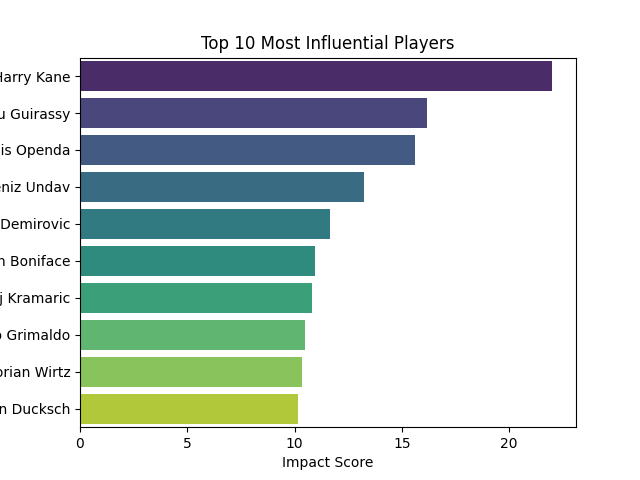 Top 10 Most Influential Players
Harry Kane
u Guirassy
is Openda
eniz Undav
Demirovic
n Boniface
j Kramaric
o Grimaldo
orian Wirtz
n Ducksch
0 5 10 15 20
Impact Score